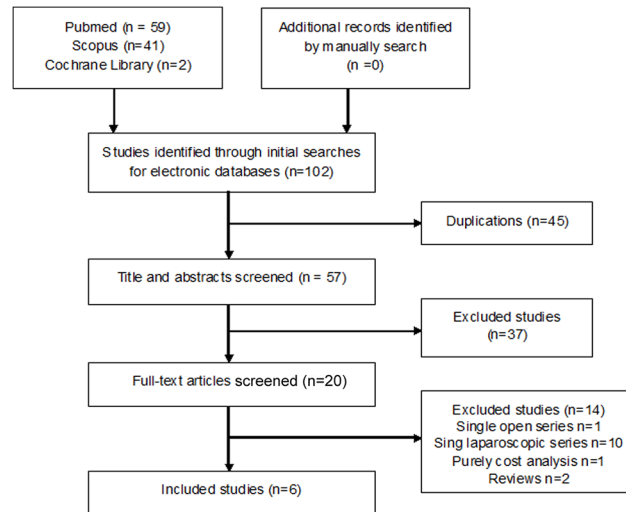 Pubmed (n = 59)
Scopus (n=41)
Cochrane Library (n=2)
Additional records identified
by manually search
(n =0)
Studies identified through initial searches
for electronic databases (n=102)
Duplications (n=45)
Title and abstracts screened (n = 57)
Excluded studies
(n=37)
Full-text articles screened (n=20)
Excluded studies (n=14)
Single open series n=1
Sing laparoscopic series n=10
Purely cost analysis n=1
Reviews n=2
Included studies (n=6)